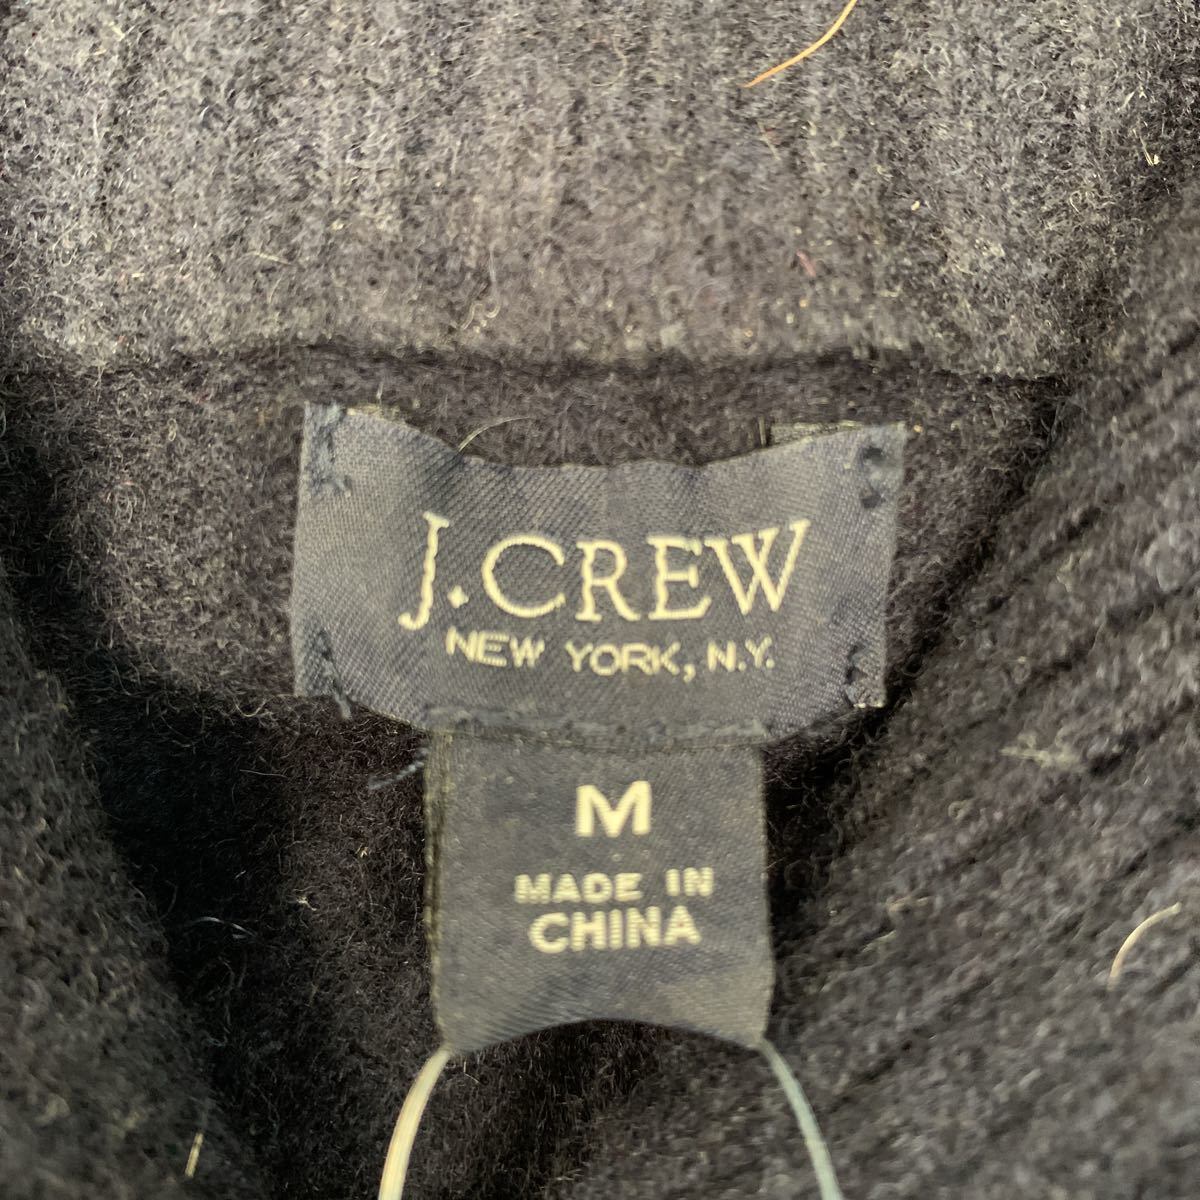 J.CREW
NEW YORK, N.Y.
M
MADE IN
CHINA